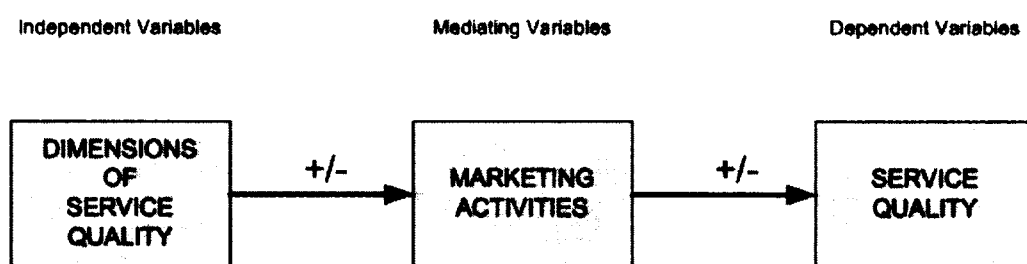 Independent Variables
Mediating Variables
Dependent Variables
DIMENSIONS
OF
SERVICE
QUALITY
+/-
MARKETING
ACTIVITIES
+/-
SERVICE
QUALITY